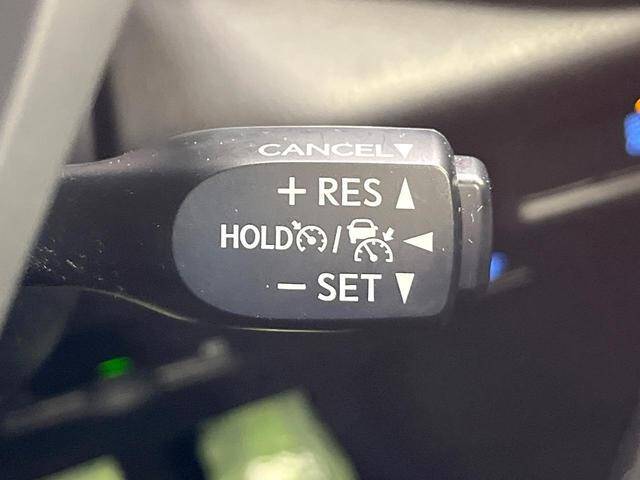 CANCEL▼
+ RES ▲
HOLD / ◀
− SET ▼